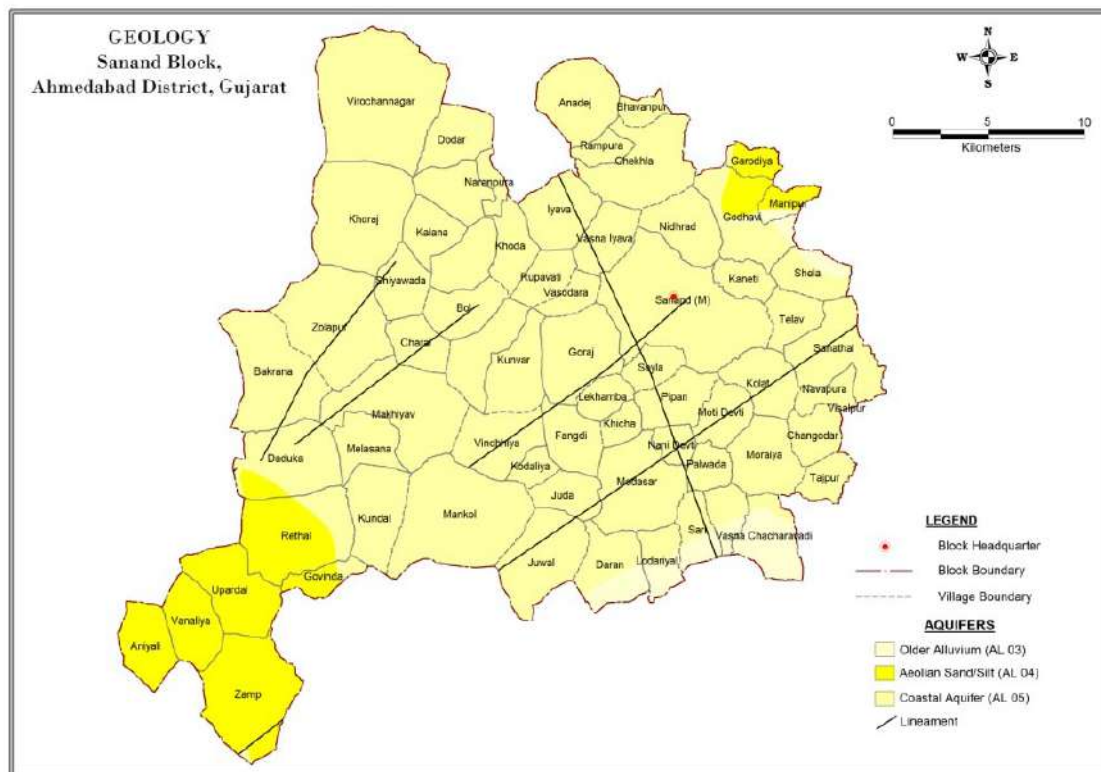 GEOLOGY
Sanand Block,
Ahmedabad District, Gujarat
N
W E
S
0 5 10
Kilometers
Virochannagar
Anadej
Bhavanpur
Dodar
Rampura
Chekhla
Garodiya
Narenpura
Manipur
Khoraj
Iyava
Godhavi
Kalana
Nidhrad
Khoda
Vasna Iyava
Shiyawada
Rupavati
Kaneti
Shela
Vasodara
Sanand (M)
Bol
Zolapur
Telav
Charal
Sanathal
Bakrana
Kunvar
Goraj
Seyla
Kolat
Navapura
Lekhamba
Pipan
Visalpur
Makhiyav
Moti Devti
Khicha
Vinchhiya
Fangdi
Changodar
Melasana
Nani Devti
Daduka
Moraiya
Kodaliya
Palwada
Modasar
Tajpur
Juda
Kundal
Mankol
Sari
Rethal
Vasna Chacharavadi
Juwal
Daran
Lodariyal
Govinda
Upardal
Vanaliya
Aniyali
Zamp
LEGEND
Block Headquarter
Block Boundary
Village Boundary
AQUIFERS
Older Alluvium (AL 03)
Aeolian Sand/Silt (AL 04)
Coastal Aquifer (AL 05)
Lineament